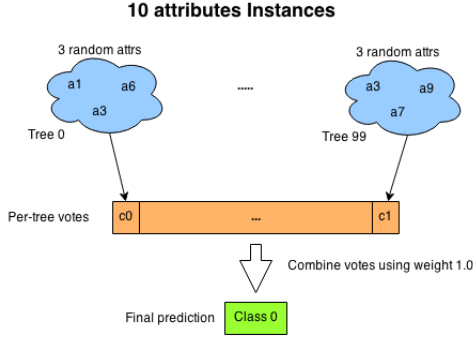 10 attributes Instances
3 random attrs
3 random attrs
a1
a6
a3
.....
a3
a9
a7
Tree 0
Tree 99
Per-tree votes
c0
...
c1
Combine votes using weight 1.0
Final prediction
Class 0